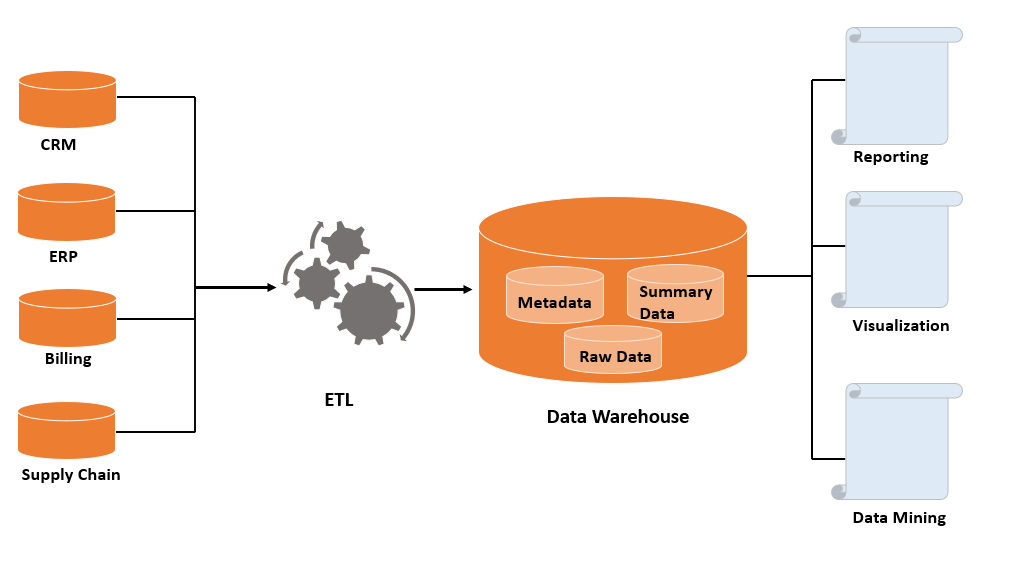 CRM
ERP
Billing
Supply Chain
ETL
Metadata
Summary
Data
Raw Data
Data Warehouse
Reporting
Visualization
Data Mining